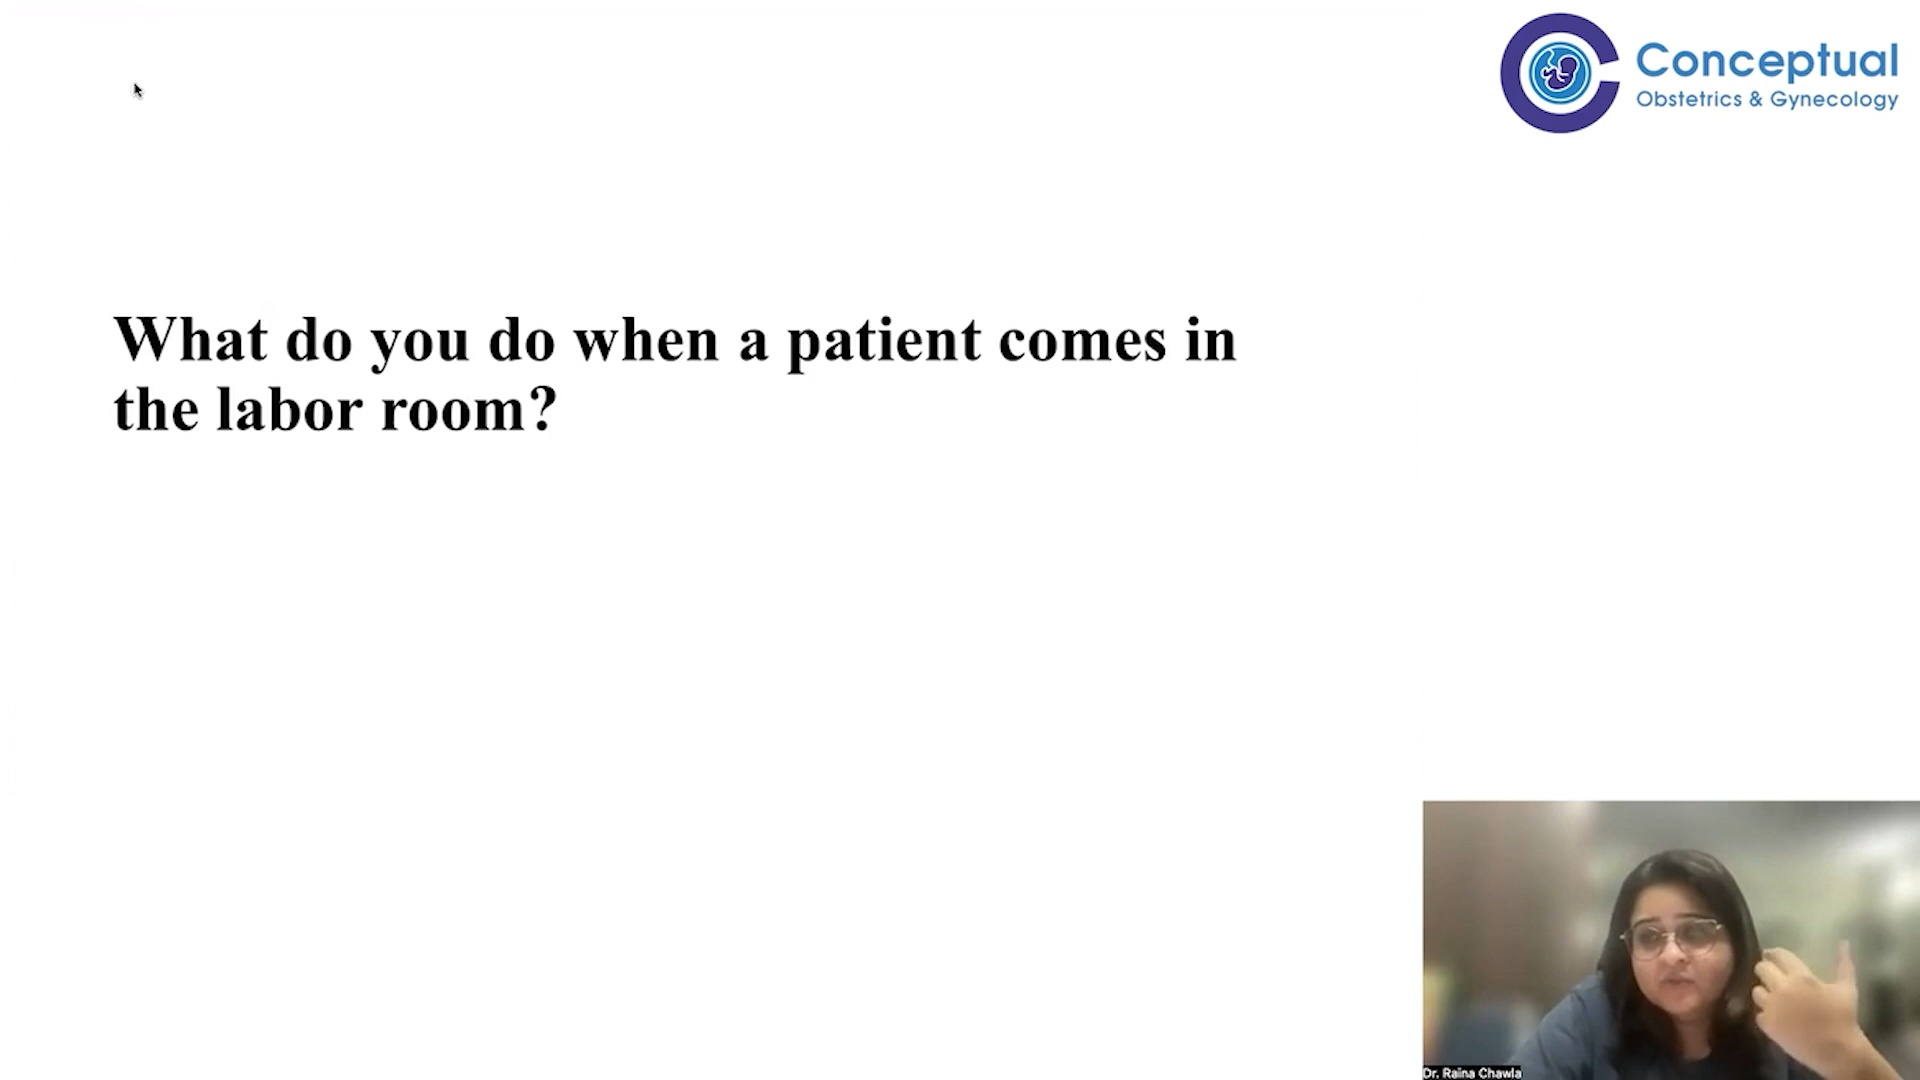 Conceptual
Obstetrics & Gynecology
What do you do when a patient comes in
the labor room?
Dr. Raina Chawla